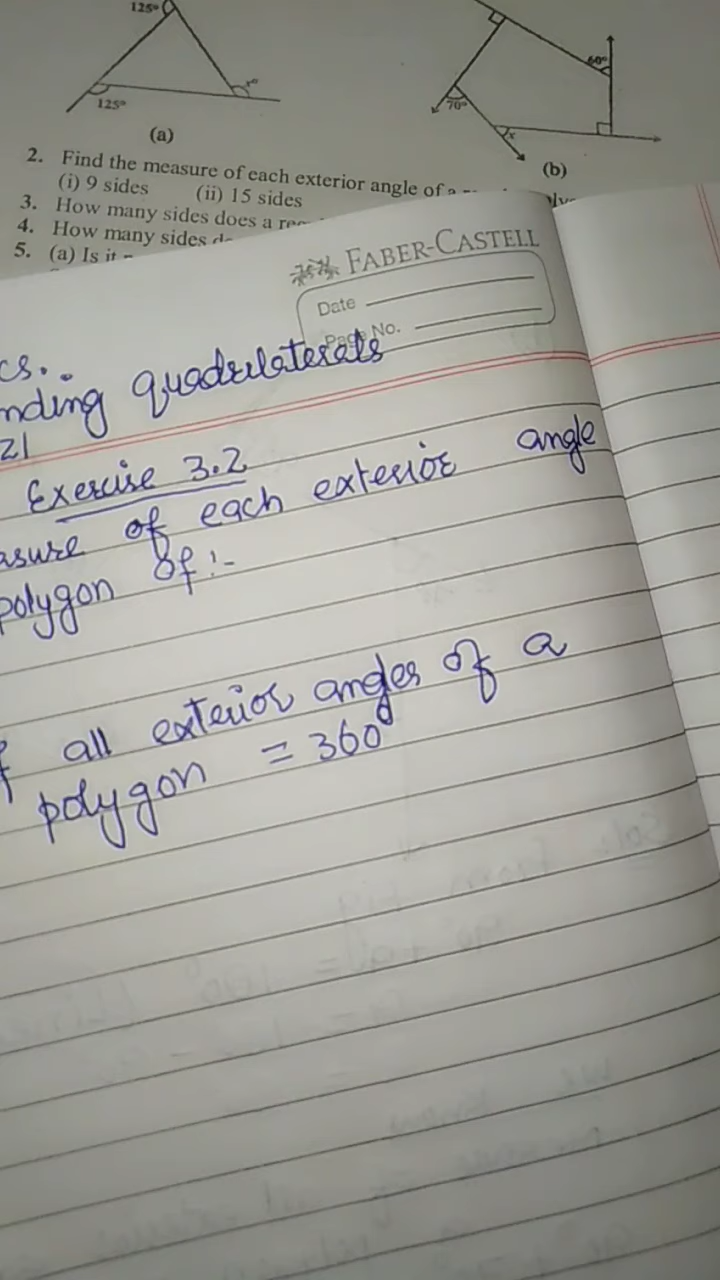 125°
125°
x°
(a)
60°
70°
x
(b)
2. Find the measure of each exterior angle of a
(i) 9 sides (ii) 15 sides
3. How many sides does a
4. How many sides
5. (a) Is it
FABER-CASTELL
Date
Page No.
cs.
nding quadrilaterals
21
Exercise 3.2
asure of each exterior angle
polygon of :-
all exterior angles of a
polygon = 360°